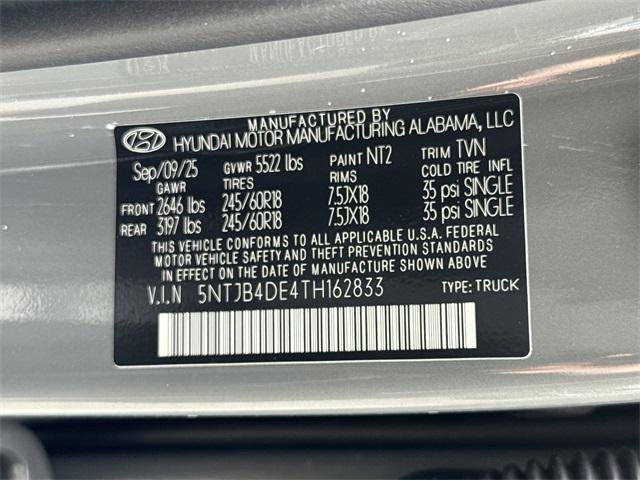 MANUFACTURED BY
HYUNDAI MOTOR MANUFACTURING ALABAMA, LLC
Sep/09/25 GVWR 5522 lbs PAINT NT2 TRIM TVN
GAWR TIRES RIMS COLD TIRE INFL
FRONT 2646 lbs 245/60R18 7.5JX18 35 psi SINGLE
REAR 3197 lbs 245/60R18 7.5JX18 35 psi SINGLE
THIS VEHICLE CONFORMS TO ALL APPLICABLE U.S.A. FEDERAL
MOTOR VEHICLE SAFETY AND THEFT PREVENTION STANDARDS
IN EFFECT ON THE DATE OF MANUFACTURE SHOWN ABOVE
V.I.N 5NTJB4DE4TH162833 TYPE: TRUCK